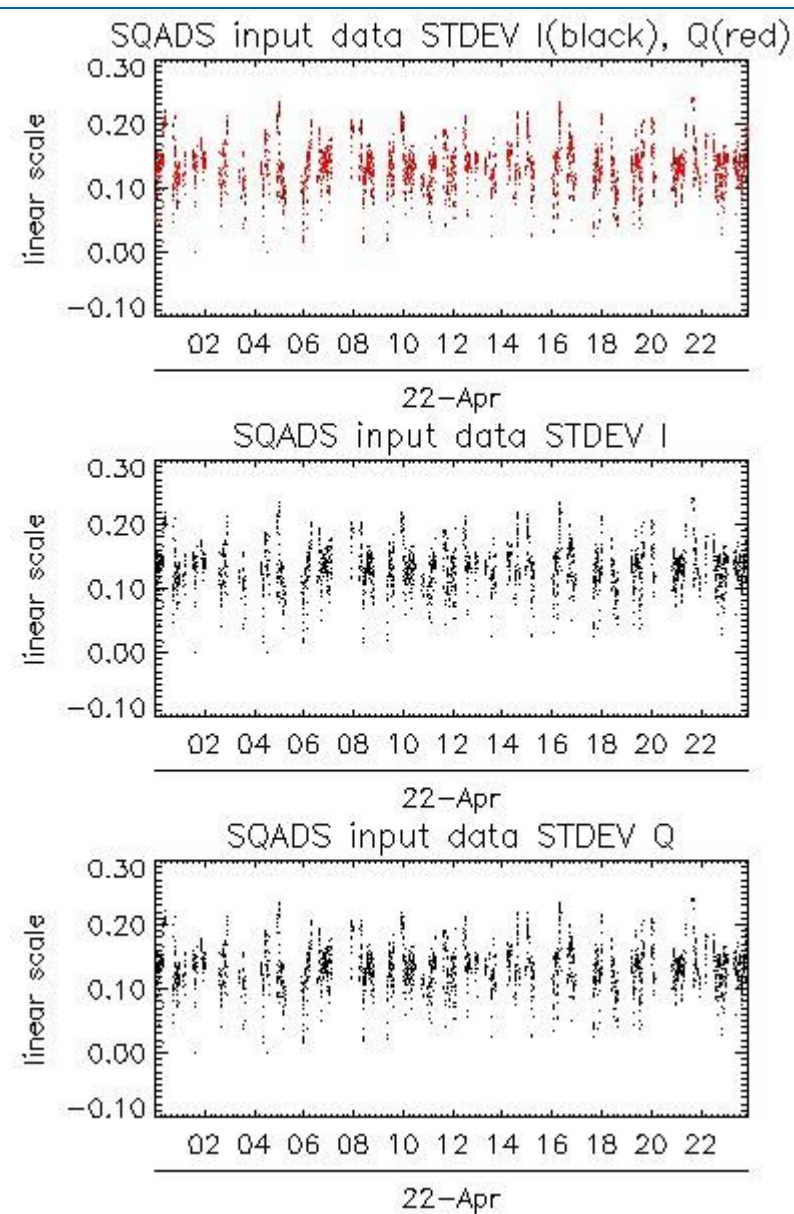 SQADS input data STDEV I(black), Q(red)
0.30
0.20
0.10
0.00
-0.10
linear scale
02 04 06 08 10 12 14 16 18 20 22
22-Apr
SQADS input data STDEV I
0.30
0.20
0.10
0.00
-0.10
linear scale
02 04 06 08 10 12 14 16 18 20 22
22-Apr
SQADS input data STDEV Q
0.30
0.20
0.10
0.00
-0.10
linear scale
02 04 06 08 10 12 14 16 18 20 22
22-Apr